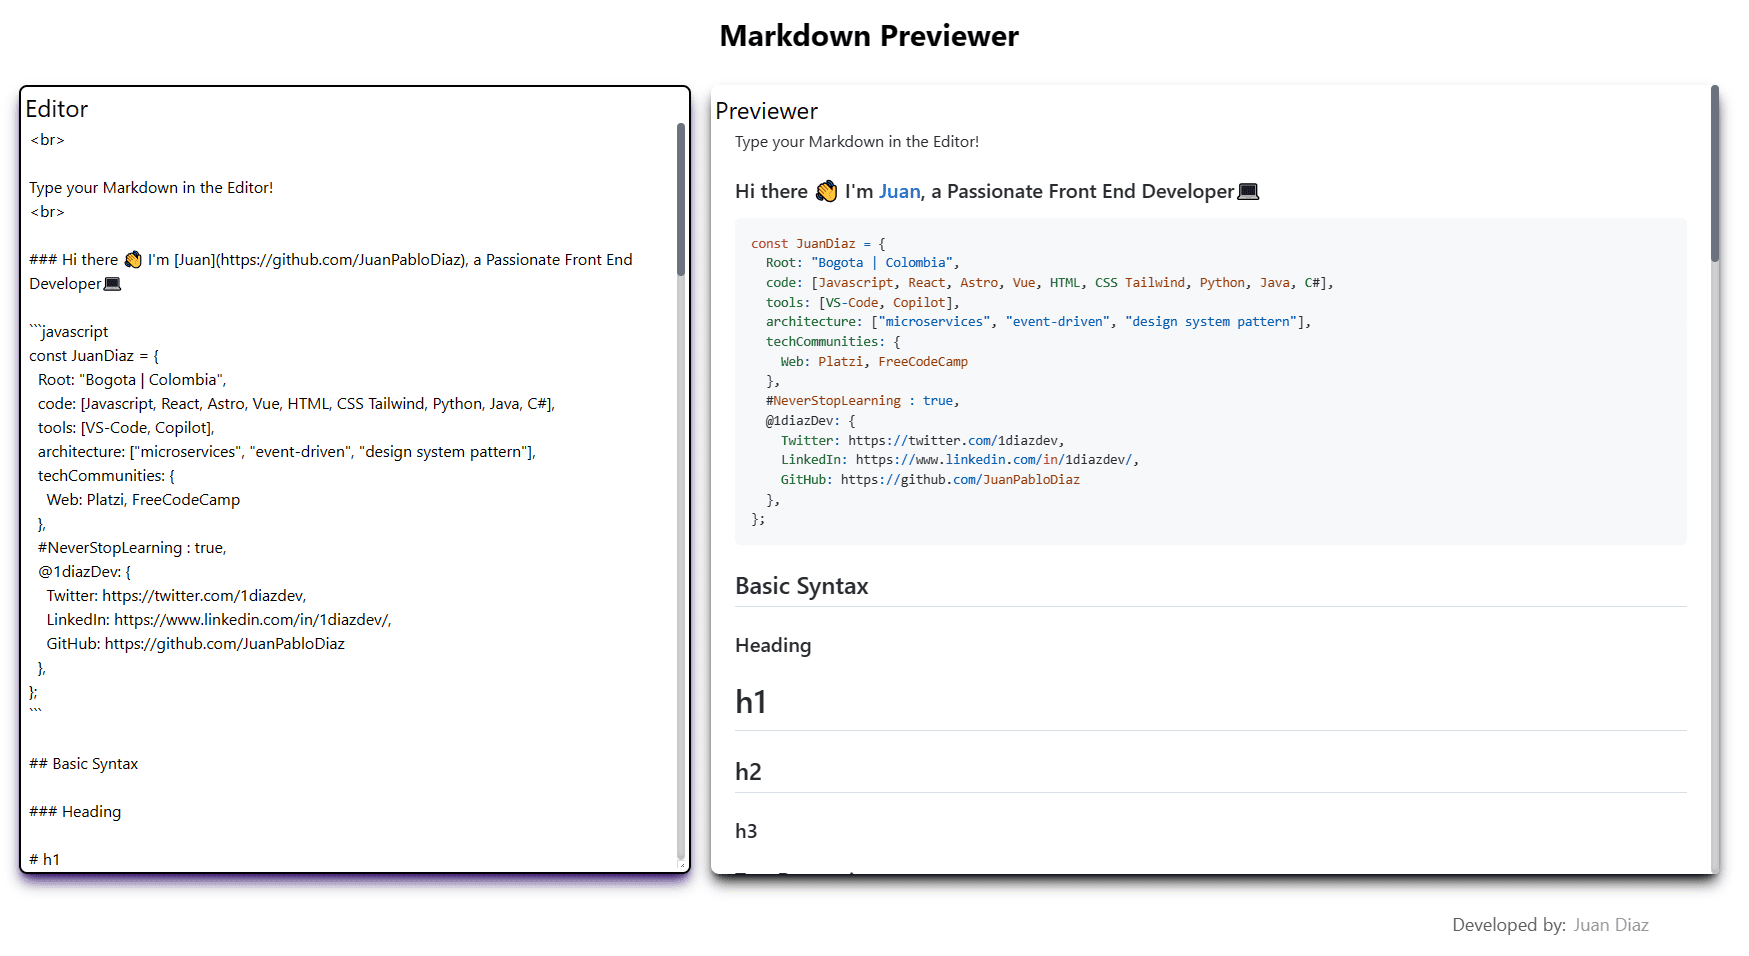 Markdown Previewer
Editor
<br>
Type your Markdown in the Editor!
<br>
### Hi there 👋 I'm [Juan](https://github.com/JuanPabloDiaz), a Passionate Front End
Developer💻
```javascript
const JuanDiaz = {
  Root: "Bogota | Colombia",
  code: [Javascript, React, Astro, Vue, HTML, CSS Tailwind, Python, Java, C#],
  tools: [VS-Code, Copilot],
  architecture: ["microservices", "event-driven", "design system pattern"],
  techCommunities: {
    Web: Platzi, FreeCodeCamp
  },
  #NeverStopLearning : true,
  @1diazDev: {
    Twitter: https://twitter.com/1diazdev,
    LinkedIn: https://www.linkedin.com/in/1diazdev/,
    GitHub: https://github.com/JuanPabloDiaz
  },
};
```
## Basic Syntax
### Heading
# h1
Previewer
Type your Markdown in the Editor!
Hi there 👋 I'm Juan, a Passionate Front End Developer💻
const JuanDiaz = {
  Root: "Bogota | Colombia",
  code: [Javascript, React, Astro, Vue, HTML, CSS Tailwind, Python, Java, C#],
  tools: [VS-Code, Copilot],
  architecture: ["microservices", "event-driven", "design system pattern"],
  techCommunities: {
    Web: Platzi, FreeCodeCamp
  },
  #NeverStopLearning : true,
  @1diazDev: {
    Twitter: https://twitter.com/1diazdev,
    LinkedIn: https://www.linkedin.com/in/1diazdev/,
    GitHub: https://github.com/JuanPabloDiaz
  },
};
Basic Syntax
Heading
h1
h2
h3
Developed by: Juan Diaz